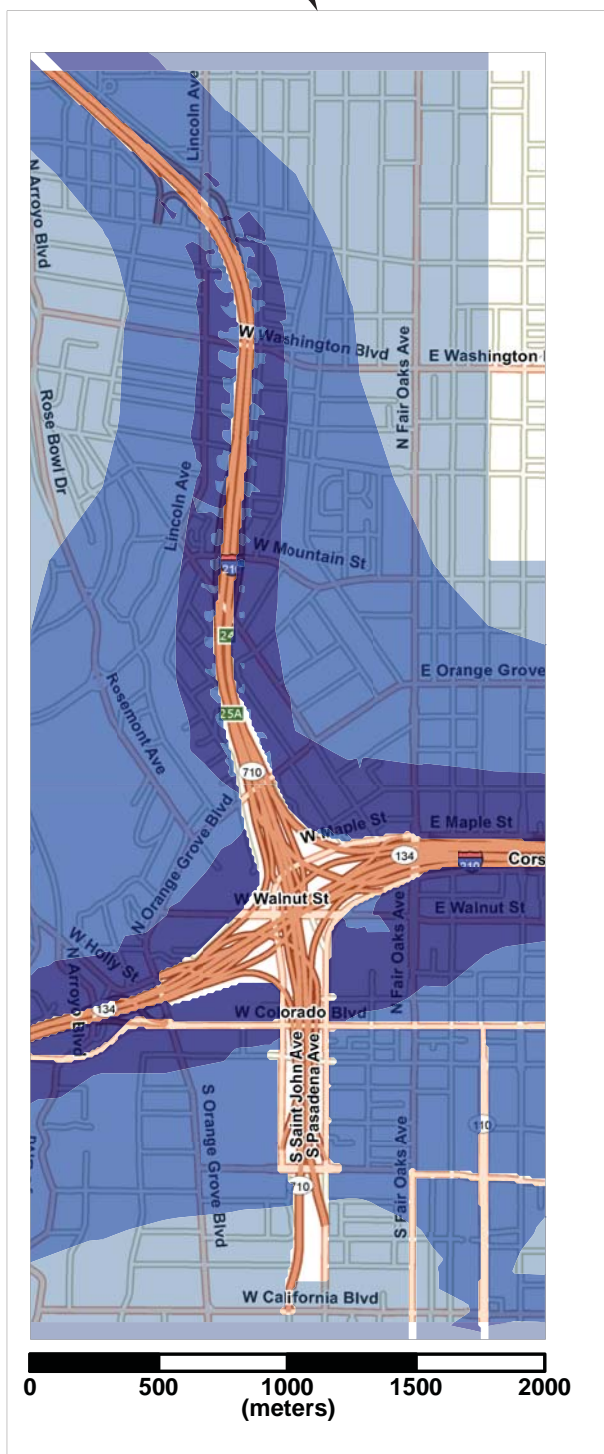 Lincoln Ave
N Arroyo Blvd
W Washington Blvd
E Washington
N Fair Oaks Ave
Rose Bowl Dr
Lincoln Ave
W Mountain St
210
24
E Orange Grove
Rosemont Ave
25A
710
N Orange Grove Blvd
W Maple St
E Maple St
134
210
Cors
W Walnut St
E Walnut St
W Holly St
N Arroyo Blvd
N Fair Oaks Ave
134
W Colorado Blvd
S Saint John Ave
S Pasadena Ave
S Orange Grove Blvd
110
S Fair Oaks Ave
710
W California Blvd
0 500 1000 1500 2000
(meters)